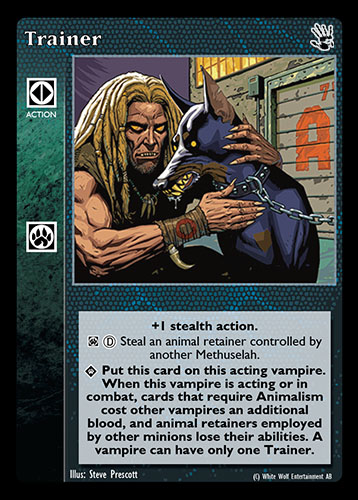 Trainer
ACTION
7
A
+1 stealth action.
D Steal an animal retainer controlled by
another Methuselah.
Put this card on this acting vampire.
When this vampire is acting or in
combat, cards that require Animalism
cost other vampires an additional
blood, and animal retainers employed
by other minions lose their abilities. A
vampire can have only one Trainer.
Illus: Steve Prescott
(C) White Wolf Entertainment AB